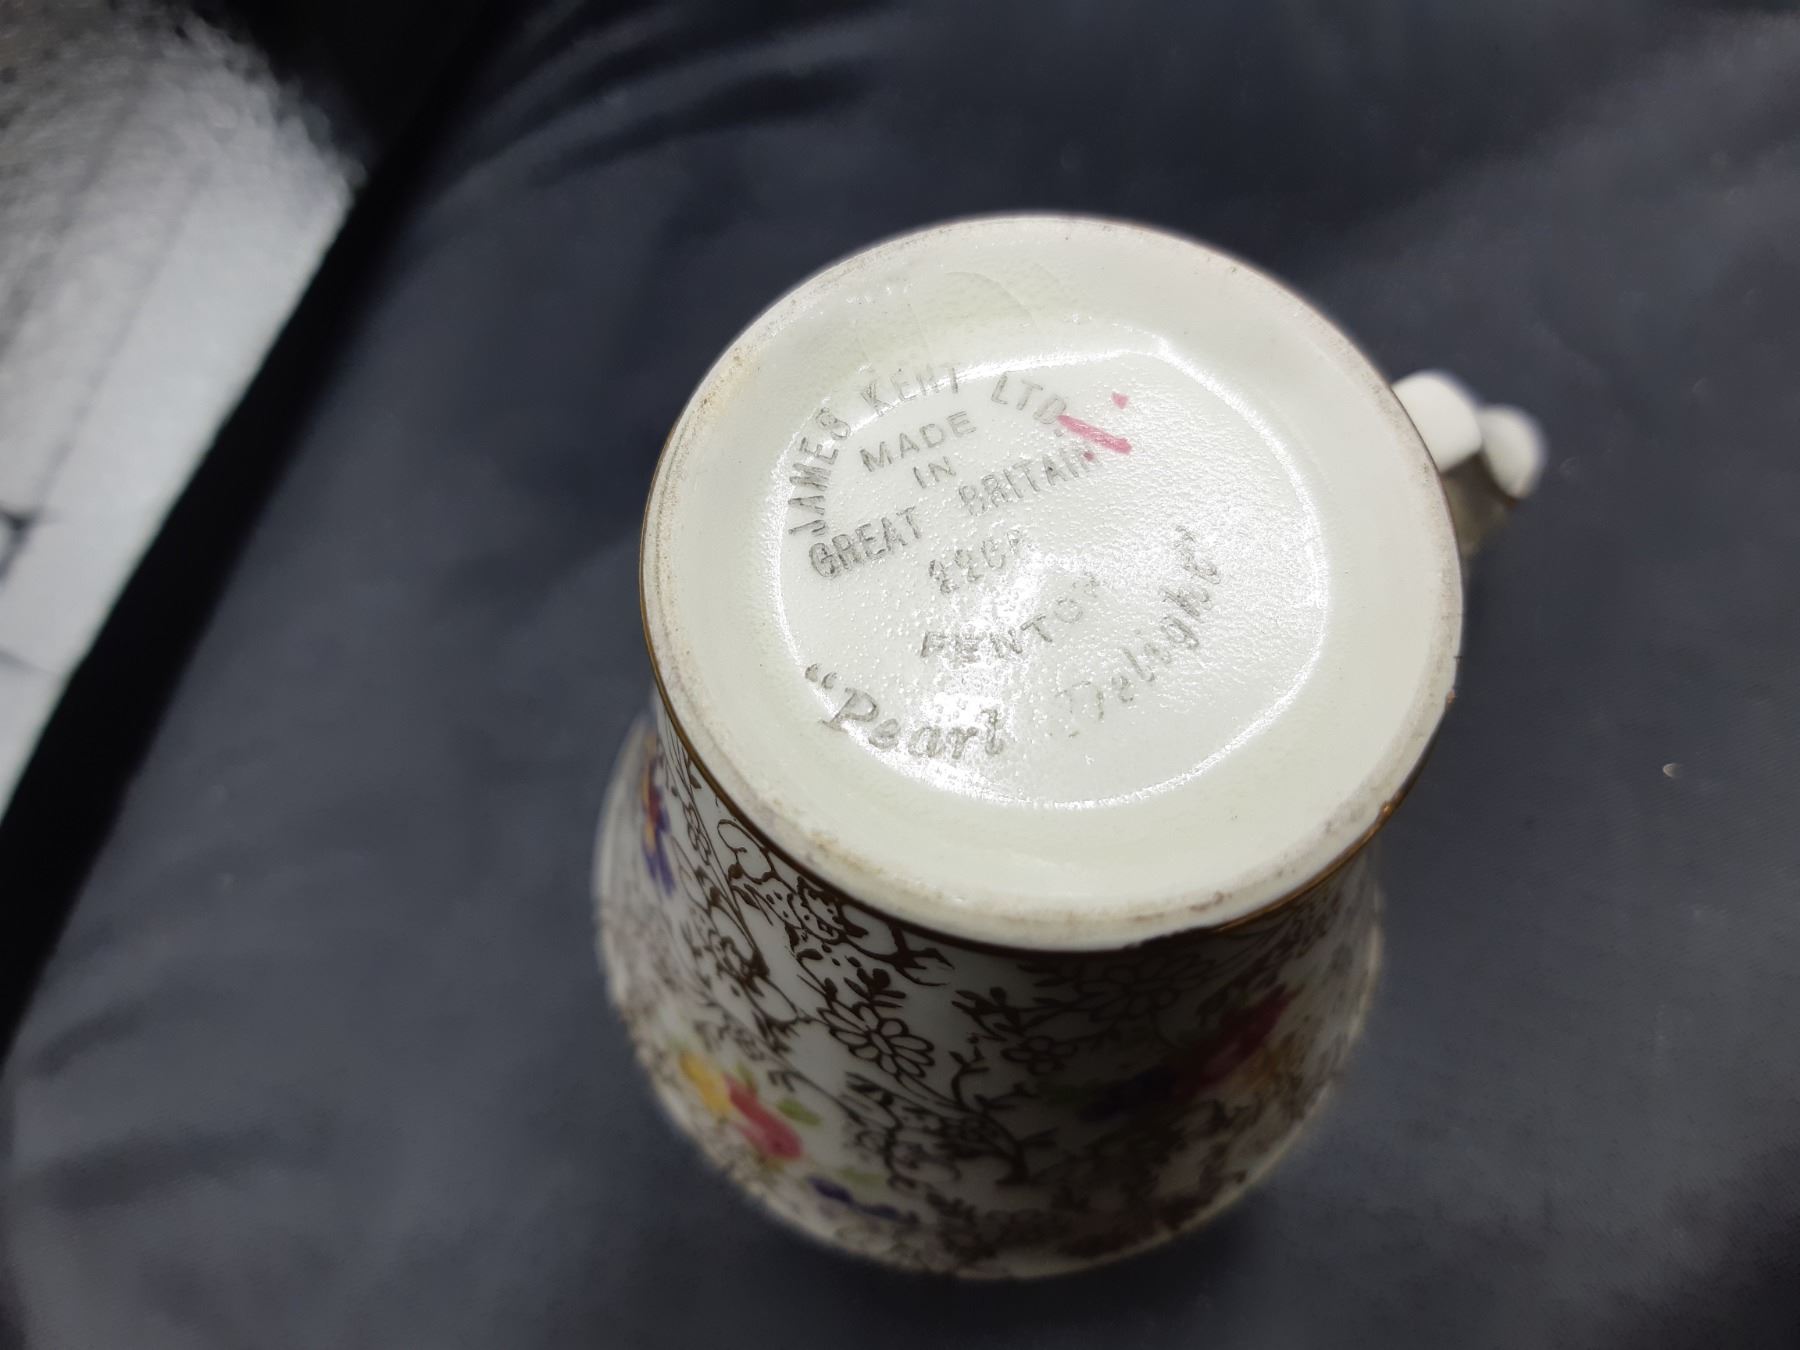 JAMES KENT LTD.
MADE
IN
GREAT BRITAIN
FENTON
"Pearl Delight"